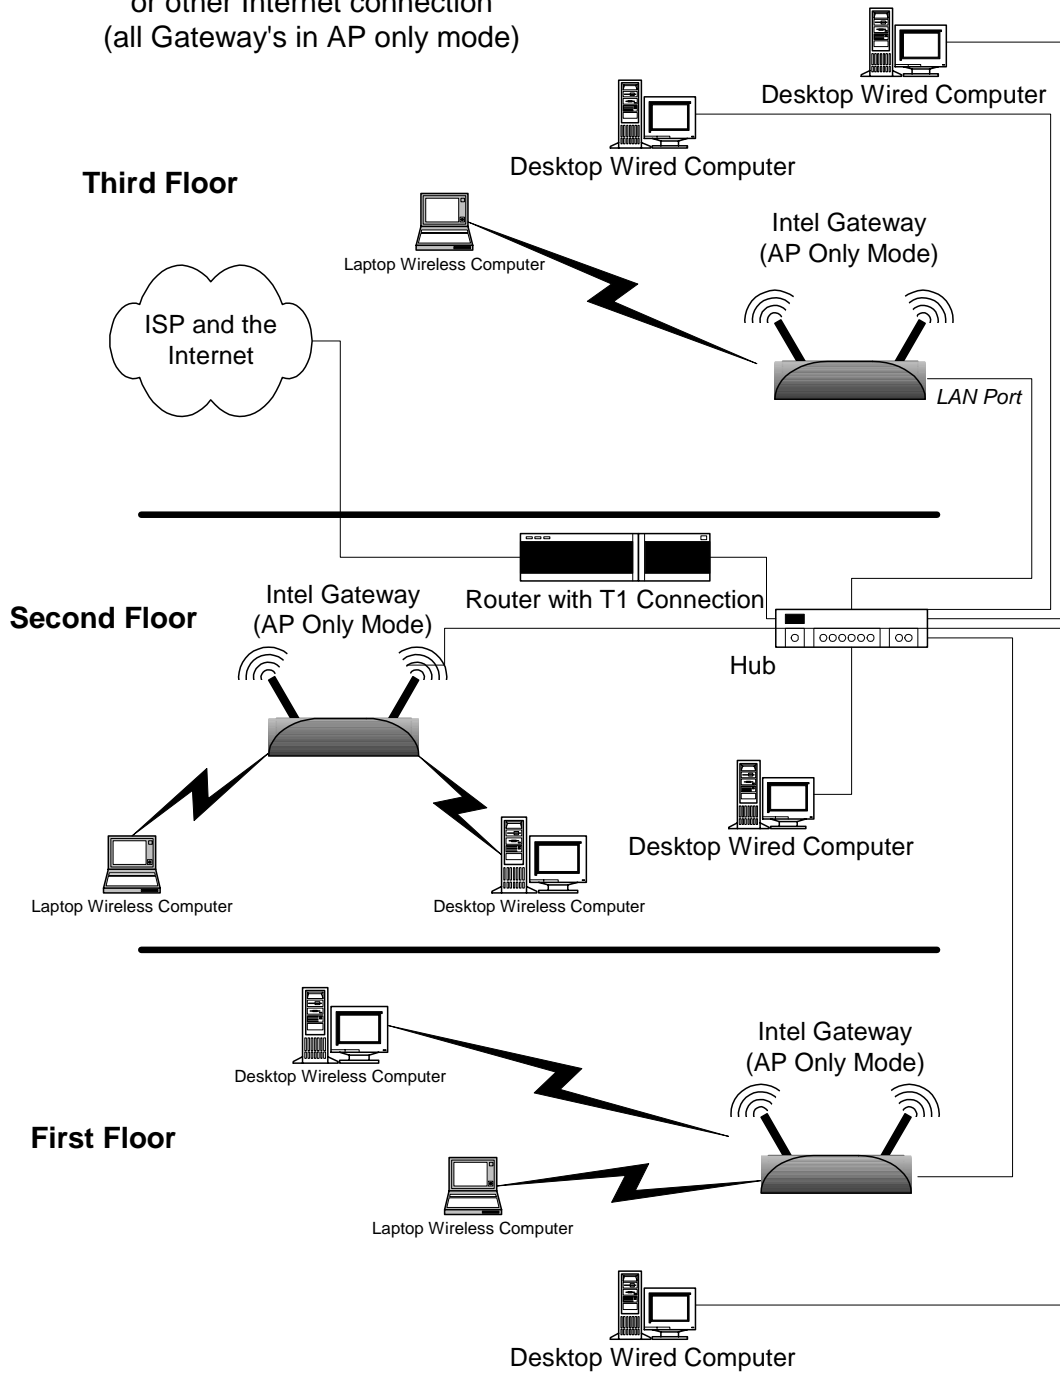 or other Internet connection
(all Gateway's in AP only mode)
Desktop Wired Computer
Desktop Wired Computer
Third Floor
Laptop Wireless Computer
Intel Gateway
(AP Only Mode)
ISP and the
Internet
LAN Port
Router with T1 Connection
Second Floor
Intel Gateway
(AP Only Mode)
Hub
Desktop Wired Computer
Laptop Wireless Computer
Desktop Wireless Computer
Desktop Wireless Computer
Intel Gateway
(AP Only Mode)
First Floor
Laptop Wireless Computer
Desktop Wired Computer